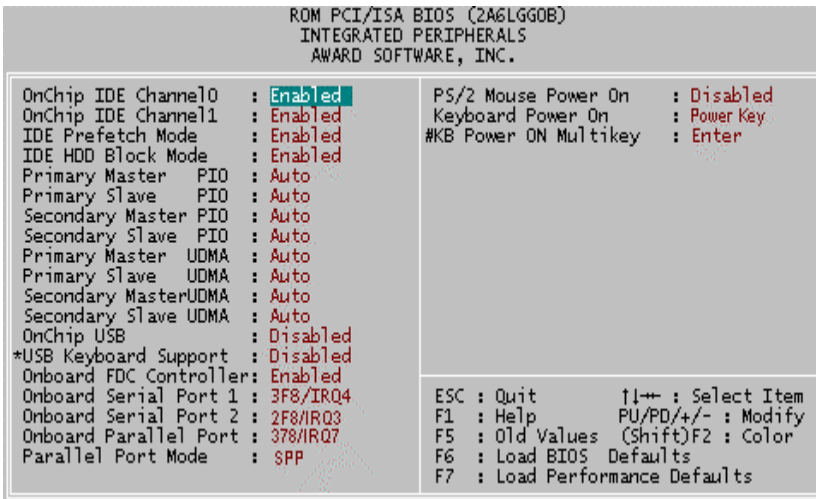 ROM PCI/ISA BIOS (2A6LGGOB)
INTEGRATED PERIPHERALS
AWARD SOFTWARE, INC.
OnChip IDE Channel0 : Enabled
OnChip IDE Channel1 : Enabled
IDE Prefetch Mode : Enabled
IDE HDD Block Mode : Enabled
Primary Master PIO : Auto
Primary Slave PIO : Auto
Secondary Master PIO : Auto
Secondary Slave PIO : Auto
Primary Master UDMA : Auto
Primary Slave UDMA : Auto
Secondary MasterUDMA : Auto
Secondary Slave UDMA : Auto
OnChip USB : Disabled
*USB Keyboard Support : Disabled
Onboard FDC Controller: Enabled
Onboard Serial Port 1 : 3F8/IRQ4
Onboard Serial Port 2 : 2F8/IRQ3
Onboard Parallel Port : 378/IRQ7
Parallel Port Mode : SPP
PS/2 Mouse Power On : Disabled
Keyboard Power On : Power Key
#KB Power ON Multikey : Enter
ESC : Quit ↑↓→← : Select Item
F1 : Help PU/PD/+/- : Modify
F5 : Old Values (Shift)F2 : Color
F6 : Load BIOS Defaults
F7 : Load Performance Defaults